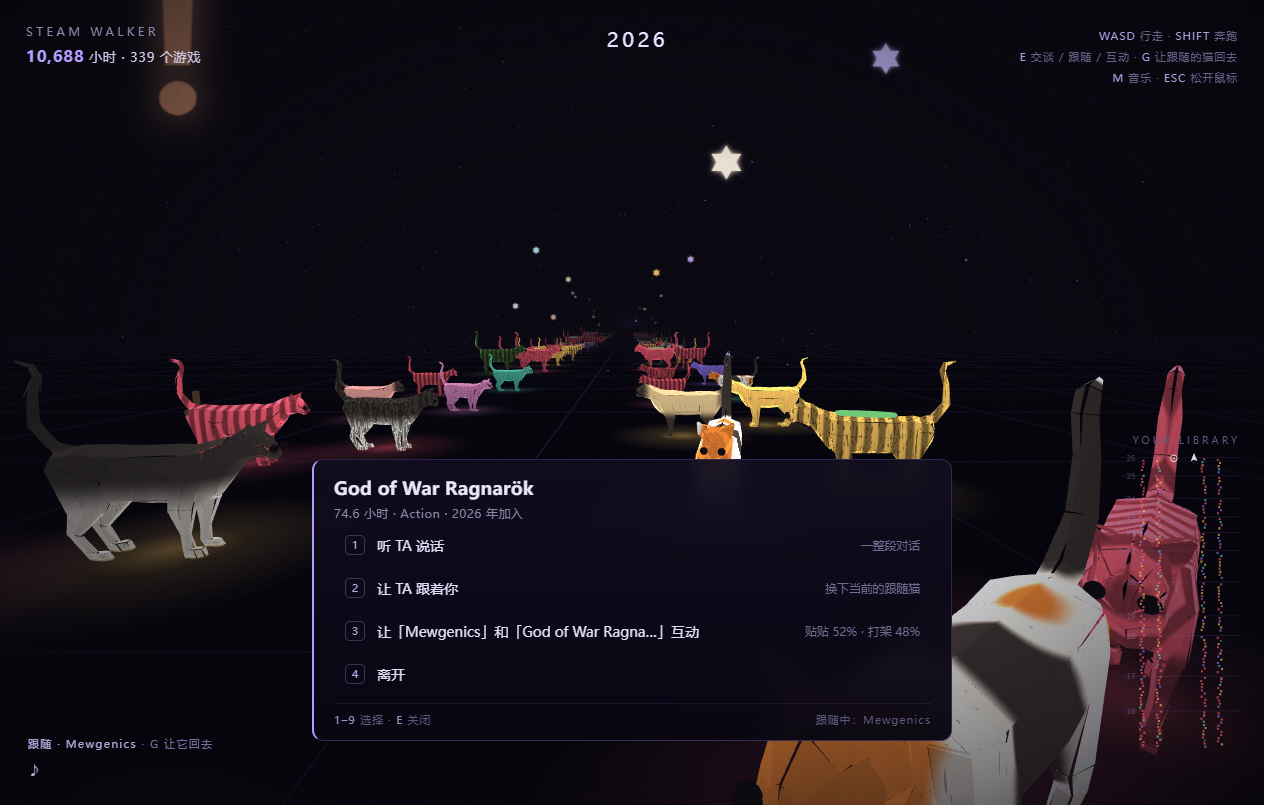 STEAM WALKER
10,688 小时 · 339 个游戏
2026
WASD 行走 · SHIFT 奔跑
E 交谈 / 跟随 / 互动 · G 让跟随的猫回去
M 音乐 · ESC 松开鼠标
YOUR LIBRARY
26
25
God of War Ragnarök
74.6 小时 · Action · 2026 年加入
1 听 TA 说话 一整段对话
2 让 TA 跟着你 换下当前的跟随猫
3 让「Mewgenics」和「God of War Ragna…」互动 贴贴 52% · 打架 48%
4 离开
17
16
1–9 选择 · E 关闭 跟随中: Mewgenics
跟随 · Mewgenics · G 让它回去
♪